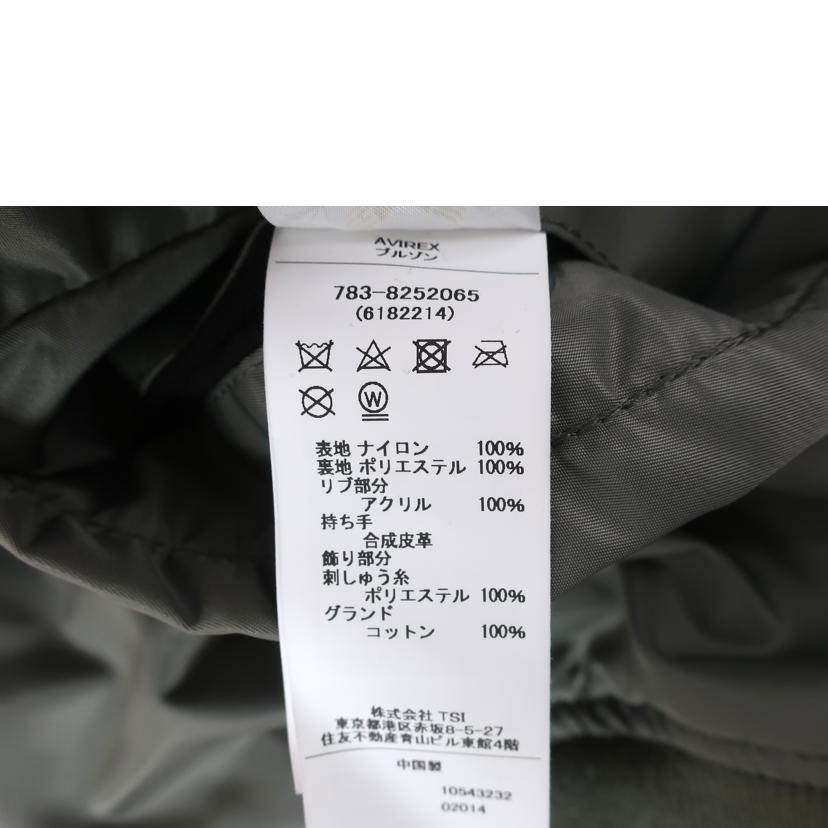 AVIREX
ブルゾン
783-8252065
(6182214)
W
表地 ナイロン 100%
裏地 ポリエステル 100%
リブ部分
アクリル 100%
持ち手
合成皮革
飾り部分
刺しゅう糸
ポリエステル 100%
グランド
コットン 100%
株式会社 TSI
東京都港区赤坂8-5-27
住友不動産青山ビル東館4階
中国製
10543232
02014